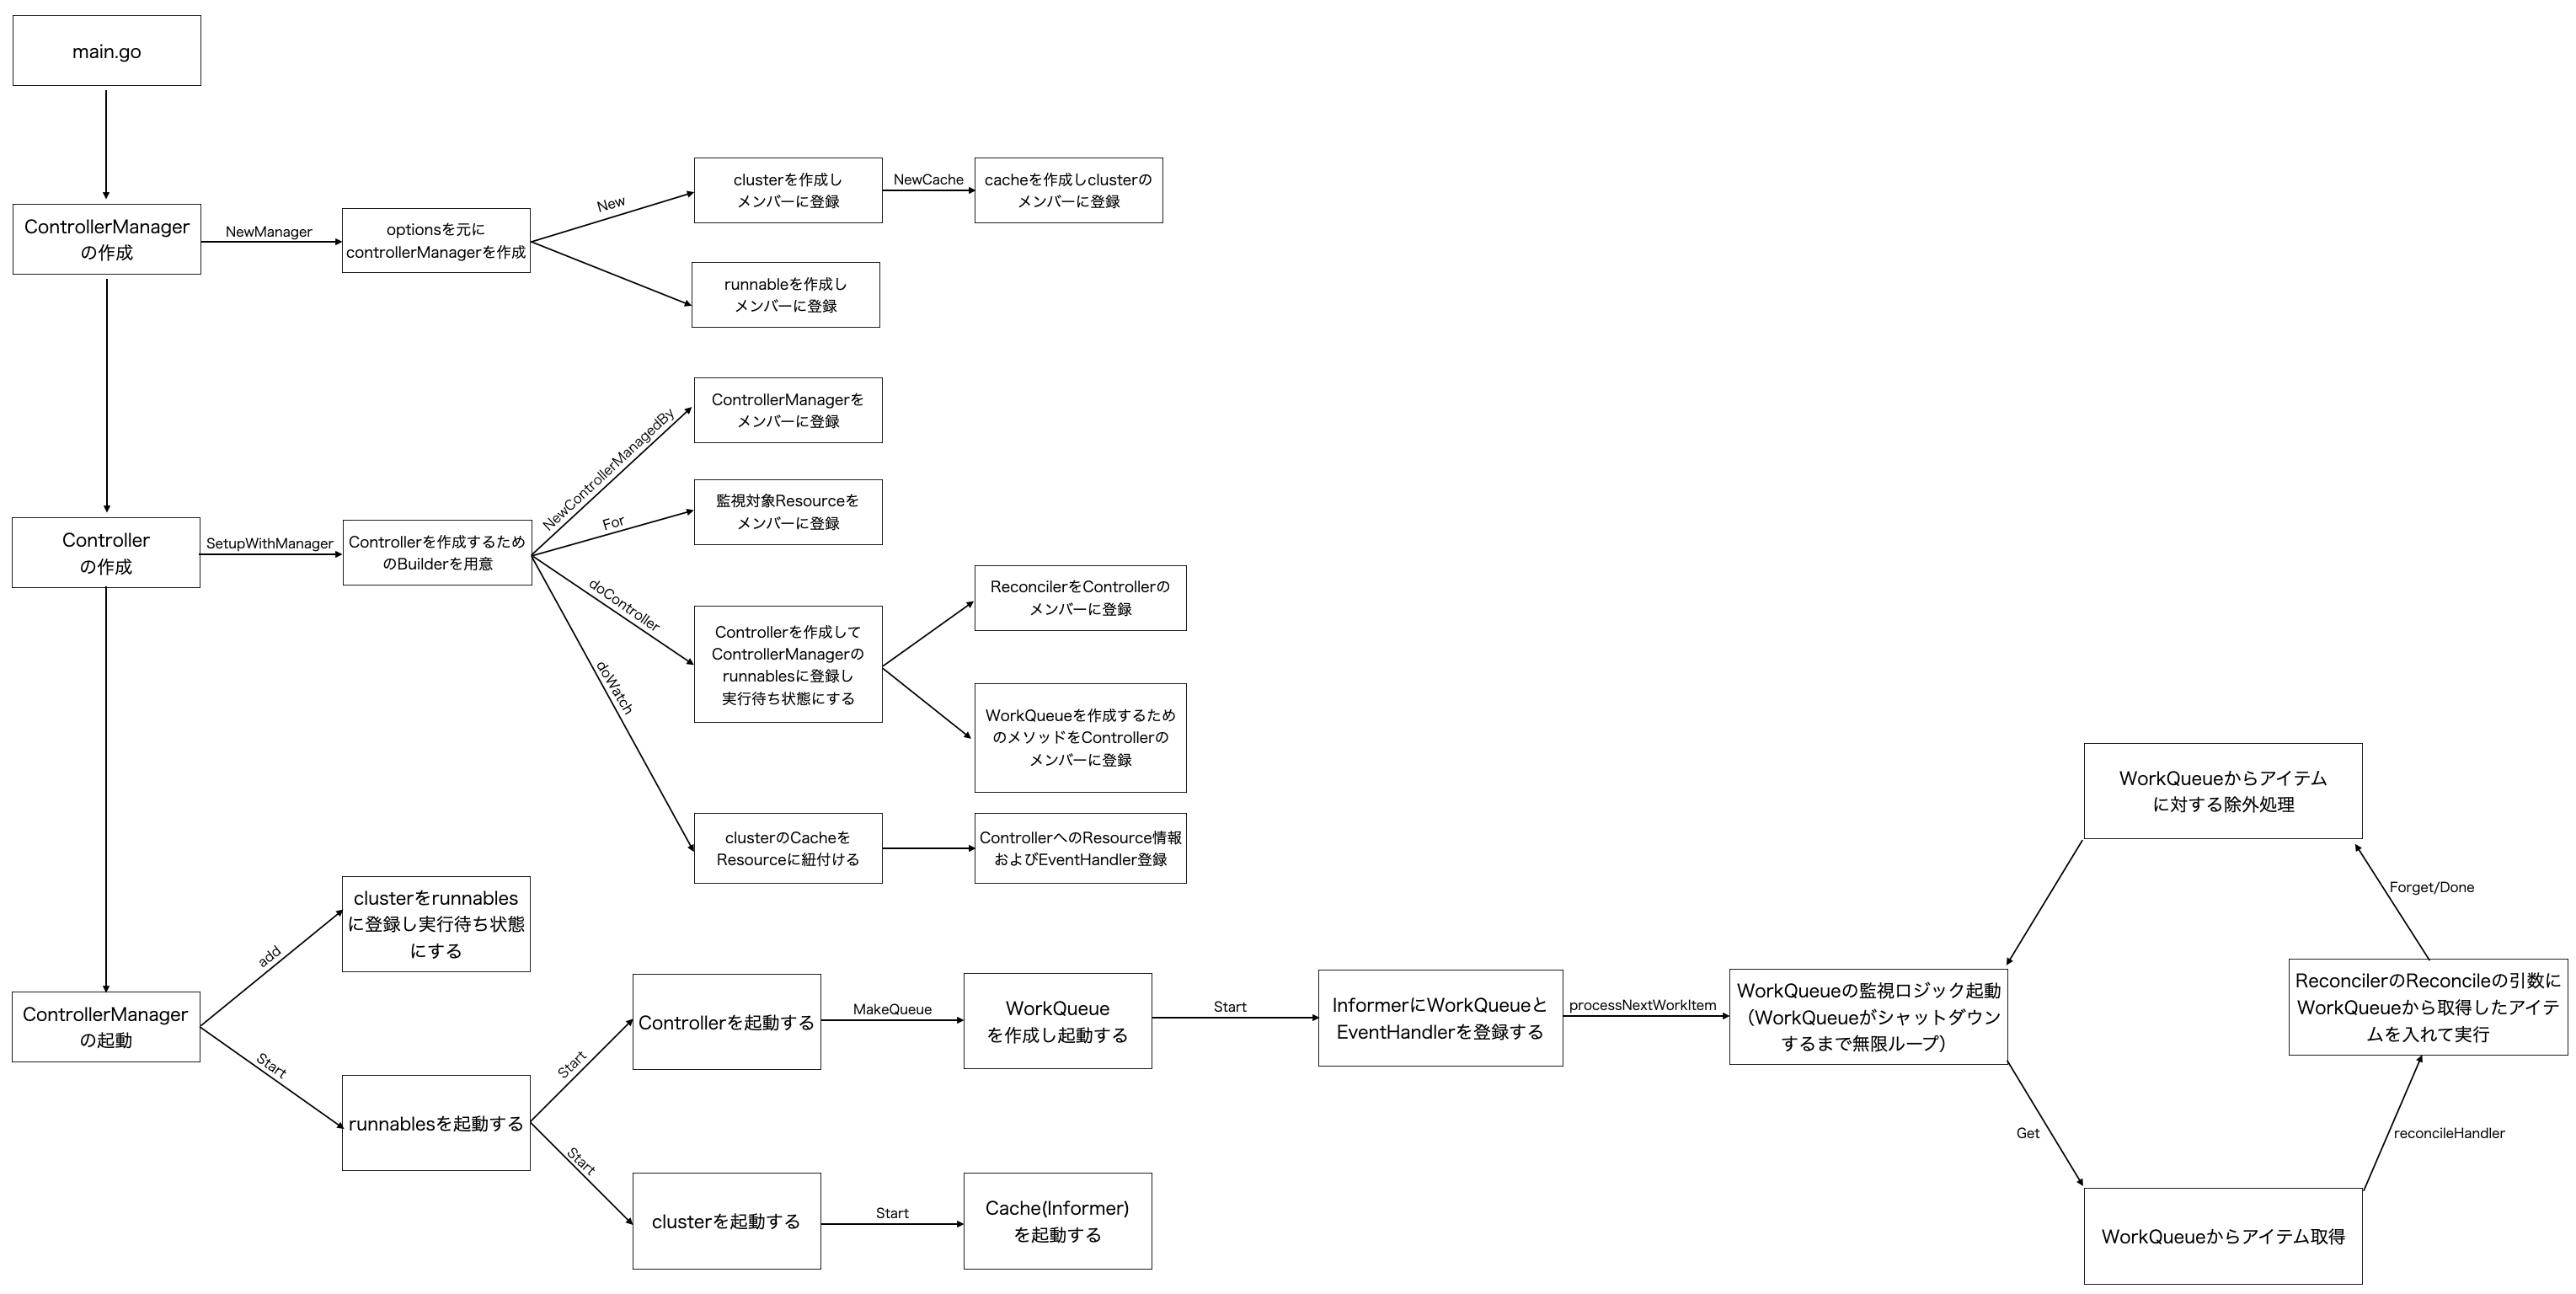 main.go
ControllerManager
の作成
NewManager
optionsを元に
controllerManagerを作成
New
clusterを作成し
メンバーに登録
NewCache
cacheを作成しclusterの
メンバーに登録
runnableを作成し
メンバーに登録
Controller
の作成
SetupWithManager
Controllerを作成するため
のBuilderを用意
NewControllerManagedBy
ControllerManagerを
メンバーに登録
For
監視対象Resourceを
メンバーに登録
doController
Controllerを作成して
ControllerManagerの
runnablesに登録し
実行待ち状態にする
ReconcilerをControllerの
メンバーに登録
WorkQueueを作成するため
のメソッドをControllerの
メンバーに登録
doWatch
clusterのCacheを
Resourceに紐付ける
ControllerへのResource情報
およびEventHandler登録
ControllerManager
の起動
add
clusterをrunnables
に登録し実行待ち状態
にする
Start
runnablesを起動する
Start
Controllerを起動する
MakeQueue
WorkQueue
を作成し起動する
Start
InformerにWorkQueueと
EventHandlerを登録する
processNextWorkItem
WorkQueueの監視ロジック起動
（WorkQueueがシャットダウン
するまで無限ループ）
Get
WorkQueueからアイテム取得
reconcileHandler
ReconcilerのReconcileの引数に
WorkQueueから取得したアイテ
ムを入れて実行
Forget/Done
WorkQueueからアイテム
に対する除外処理
Start
clusterを起動する
Start
Cache(Informer)
を起動する